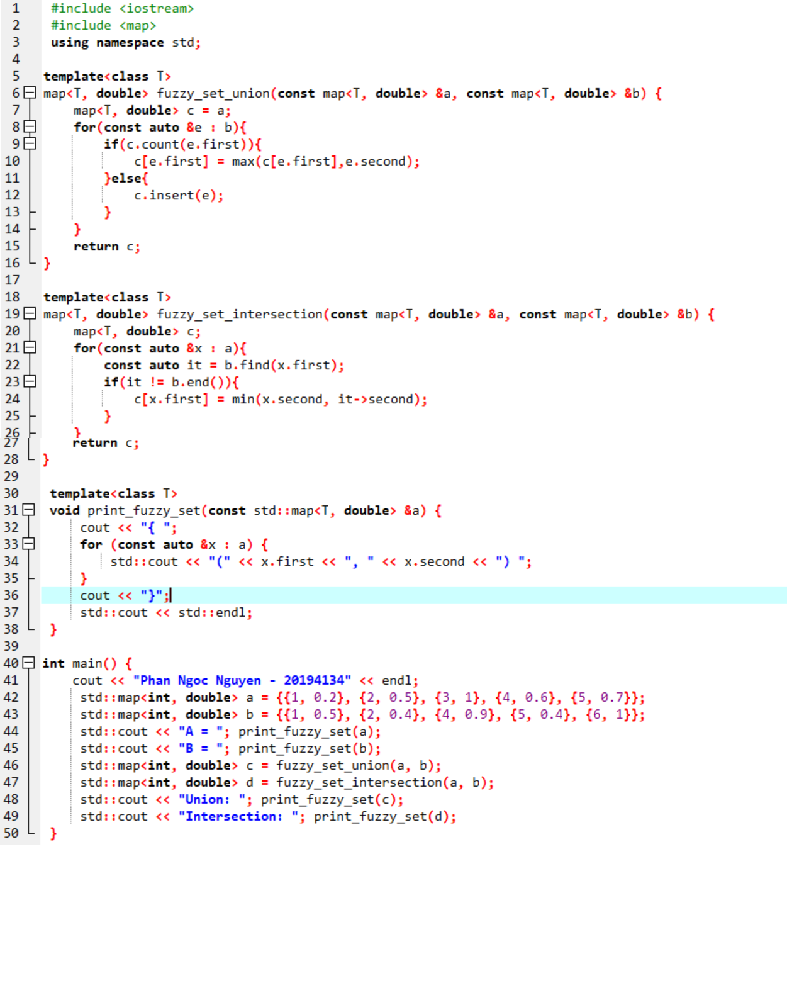 1 #include <iostream>
2 #include <map>
3 using namespace std;
4
5 template<class T>
6 map<T, double> fuzzy_set_union(const map<T, double> &a, const map<T, double> &b) {
7 map<T, double> c = a;
8 for(const auto &e : b){
9 if(c.count(e.first)){
10 c[e.first] = max(c[e.first],e.second);
11 }else{
12 c.insert(e);
13 }
14 }
15 return c;
16 }
17
18 template<class T>
19 map<T, double> fuzzy_set_intersection(const map<T, double> &a, const map<T, double> &b) {
20 map<T, double> c;
21 for(const auto &x : a){
22 const auto it = b.find(x.first);
23 if(it != b.end()){
24 c[x.first] = min(x.second, it->second);
25 }
26 }
27 return c;
28 }
29
30 template<class T>
31 void print_fuzzy_set(const std::map<T, double> &a) {
32 cout << "{ ";
33 for (const auto &x : a) {
34 std::cout << "(" << x.first << ", " << x.second << ") ";
35 }
36 cout << "}";
37 std::cout << std::endl;
38 }
39
40 int main() {
41 cout << "Phan Ngoc Nguyen - 20194134" << endl;
42 std::map<int, double> a = {{1, 0.2}, {2, 0.5}, {3, 1}, {4, 0.6}, {5, 0.7}};
43 std::map<int, double> b = {{1, 0.5}, {2, 0.4}, {4, 0.9}, {5, 0.4}, {6, 1}};
44 std::cout << "A = "; print_fuzzy_set(a);
45 std::cout << "B = "; print_fuzzy_set(b);
46 std::map<int, double> c = fuzzy_set_union(a, b);
47 std::map<int, double> d = fuzzy_set_intersection(a, b);
48 std::cout << "Union: "; print_fuzzy_set(c);
49 std::cout << "Intersection: "; print_fuzzy_set(d);
50 }